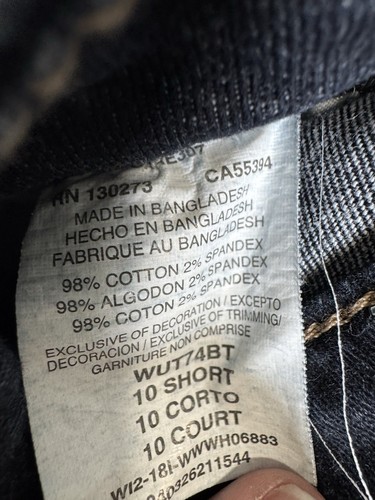 RN 130273 CA55394
MADE IN BANGLADESH
HECHO EN BANGLADESH
FABRIQUE AU BANGLADESH
98% COTTON 2% SPANDEX
98% ALGODON 2% SPANDEX
98% COTON 2% SPANDEX
EXCLUSIVE OF DECORATION / EXCEPTO
DECORACION / EXCLUSIVE OF TRIMMING/
GARNITURE NON COMPRISE
WUT74BT
10 SHORT
10 CORTO
10 COURT
WI2-18I-WWWH06883